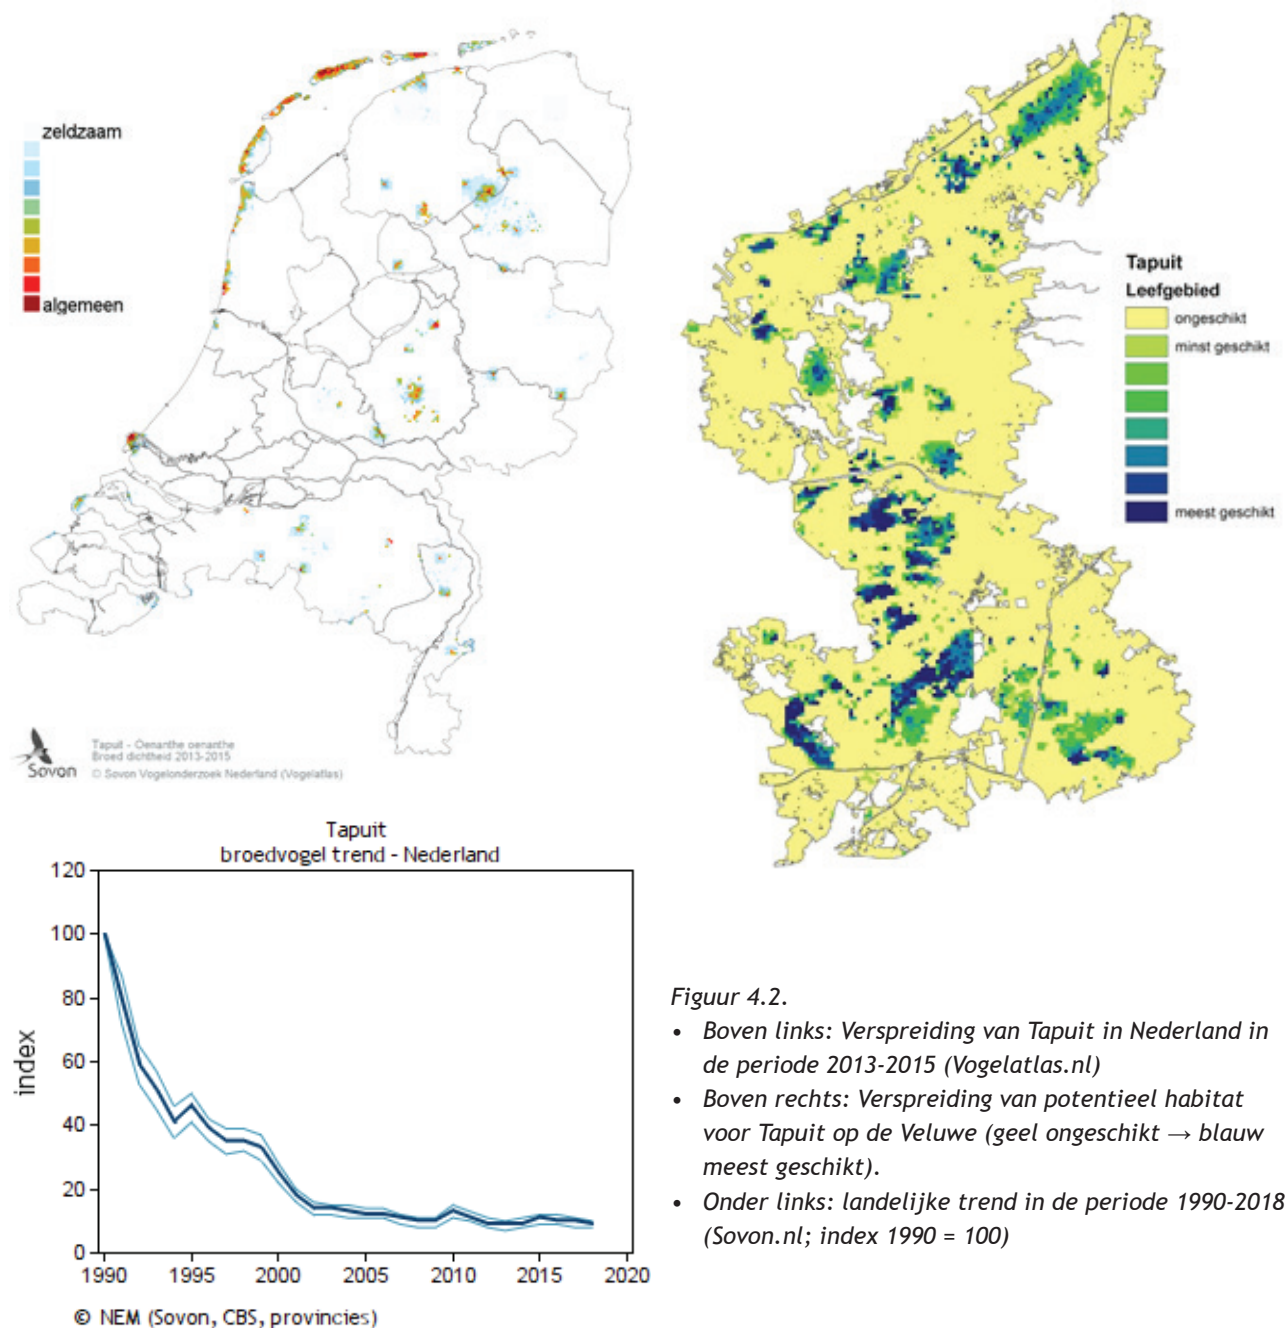 zeldzaam
algemeen
Sovon
Tapuit - Oenanthe oenanthe
Broed dichtheid 2013-2015
© Sovon Vogelonderzoek Nederland (Vogelatlas)
Tapuit
Leefgebied
ongeschikt
minst geschikt
meest geschikt
Tapuit
broedvogel trend - Nederland
120
100
80
60
40
20
0
index
1990 1995 2000 2005 2010 2015 2020
© NEM (Sovon, CBS, provincies)
Figuur 4.2.
• Boven links: Verspreiding van Tapuit in Nederland in
de periode 2013-2015 (Vogelatlas.nl)
• Boven rechts: Verspreiding van potentieel habitat
voor Tapuit op de Veluwe (geel ongeschikt → blauw
meest geschikt).
• Onder links: landelijke trend in de periode 1990-2018
(Sovon.nl; index 1990 = 100)